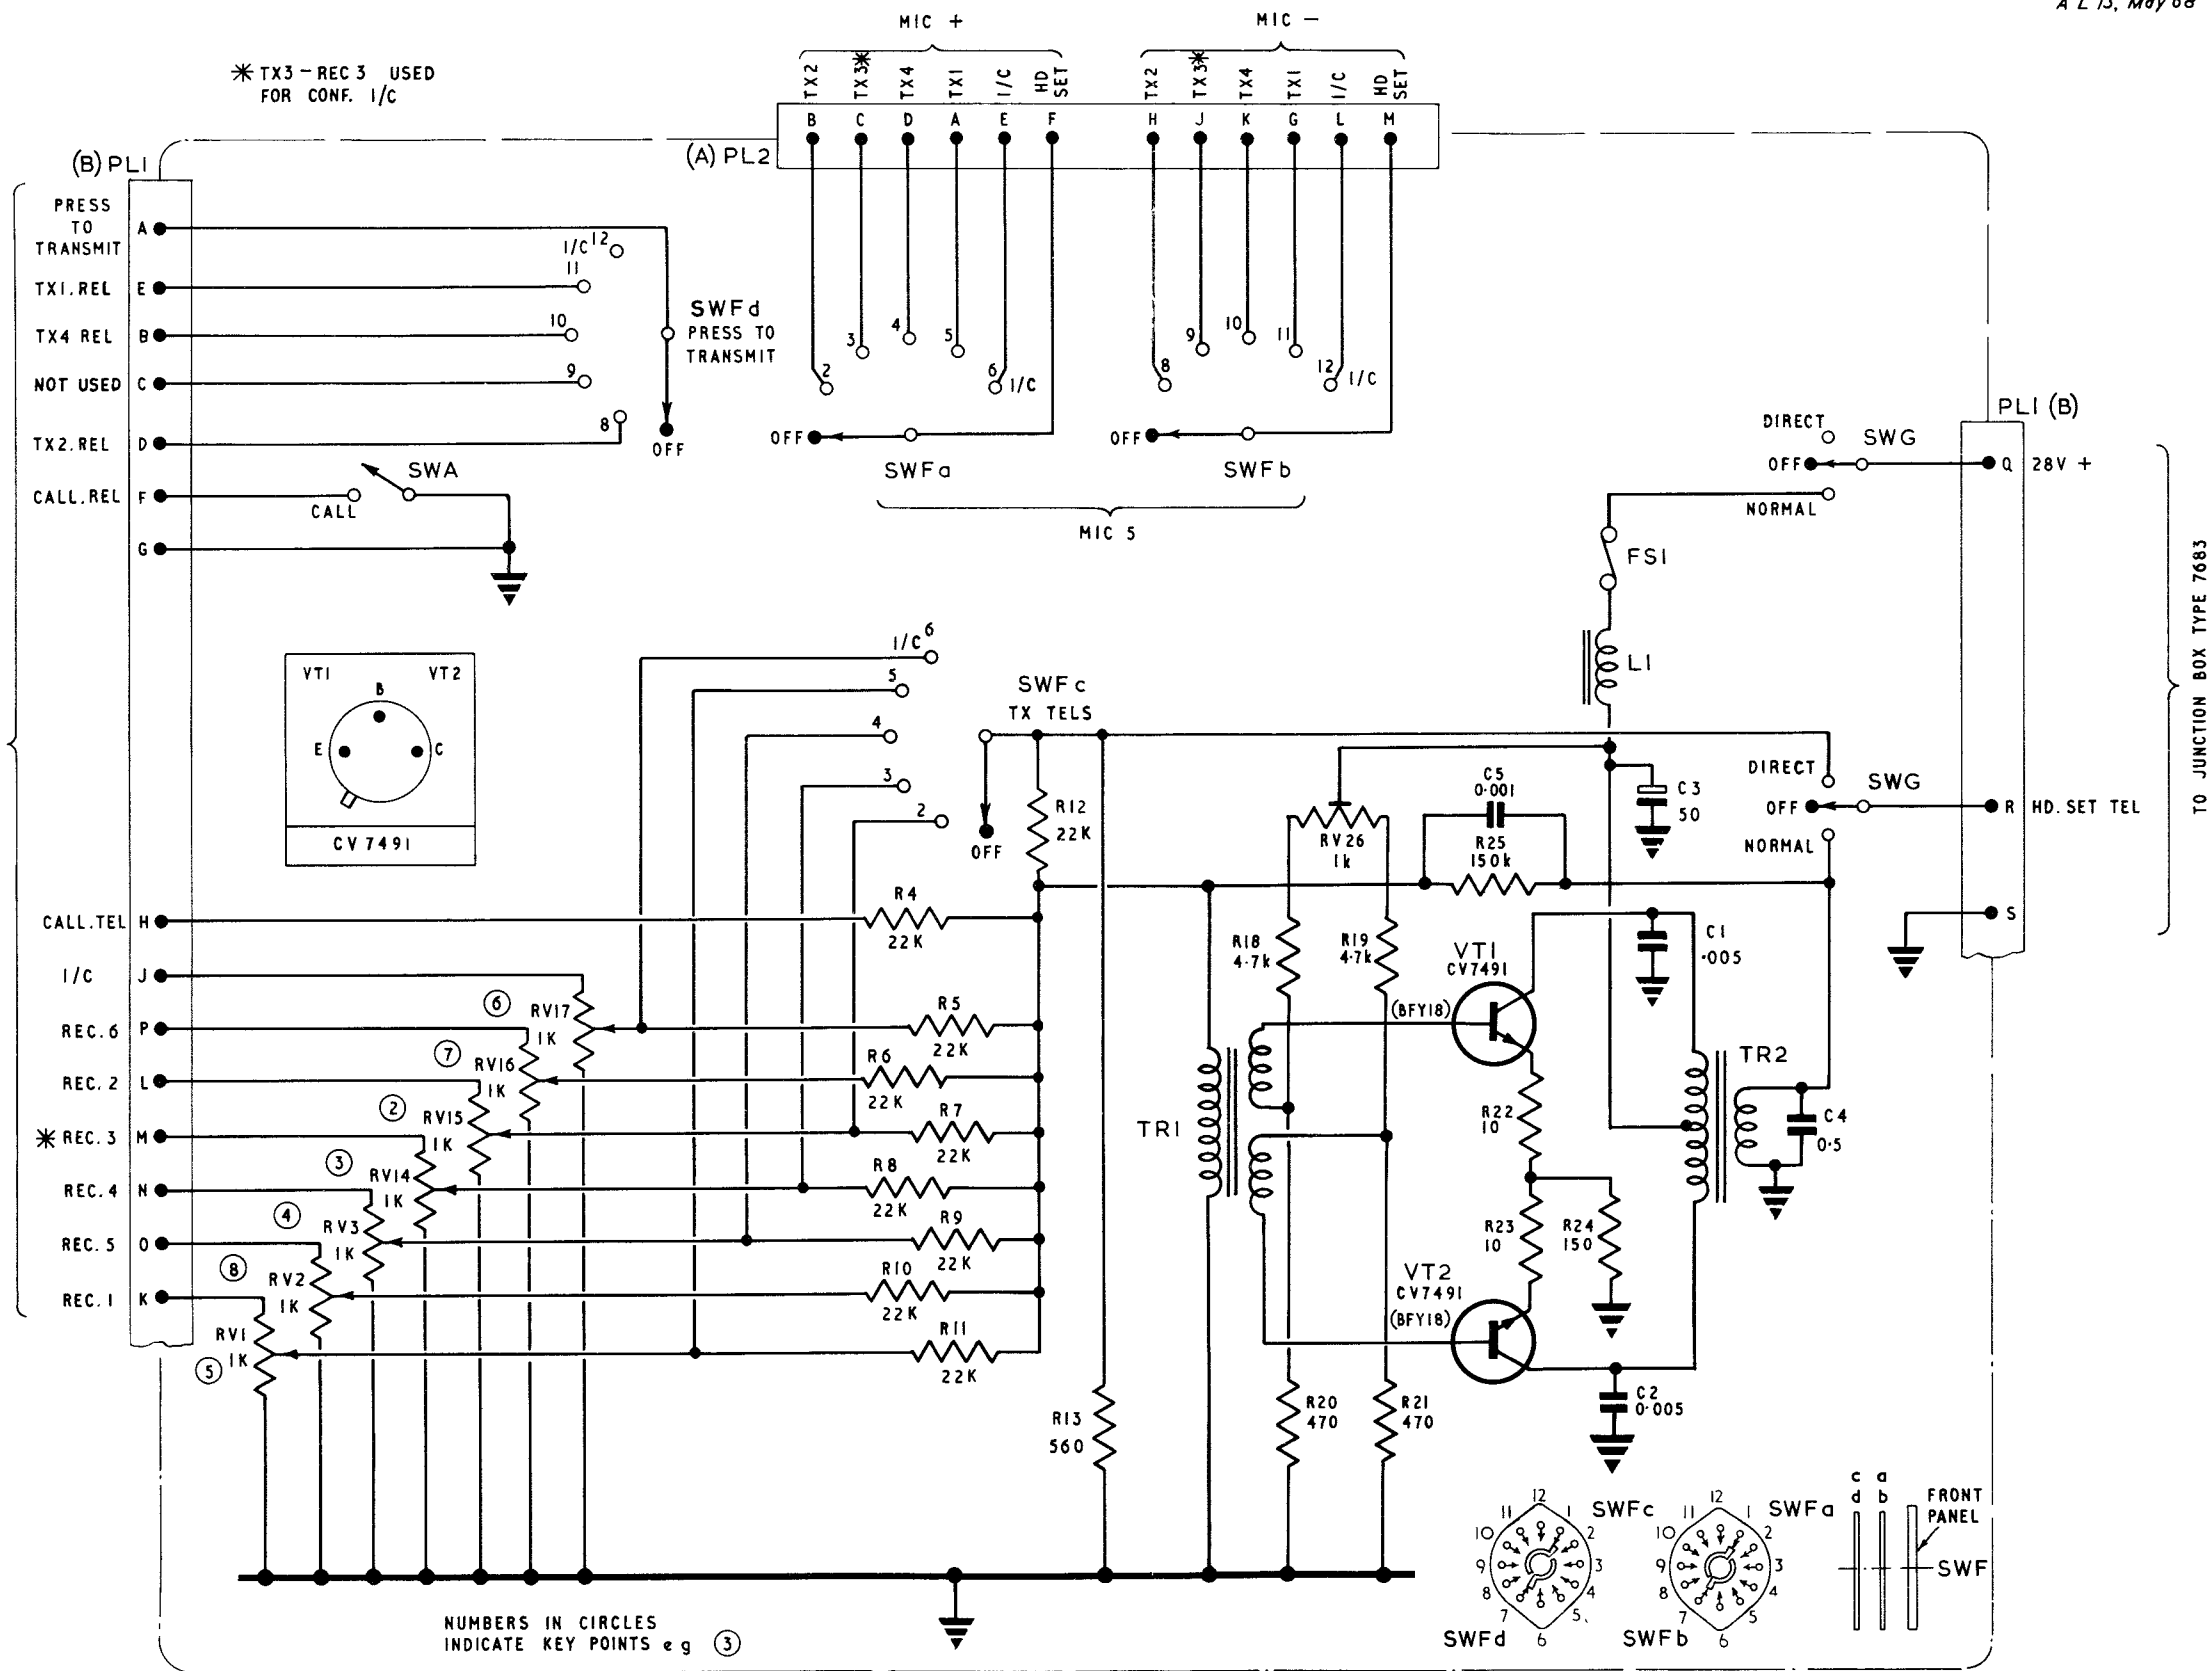 A L 13, May 68
MIC +
MIC -
✳ TX3-REC 3 USED
FOR CONF. I/C
TX2
TX3✳
TX4
TX1
I/C
HD SET
TX2
TX3✳
TX4
TX1
I/C
HD SET
B C D A E F
H J K G L M
(A) PL2
(B) PL1
PRESS
TO
TRANSMIT
A
I/C 12
11
TX1.REL E
10
TX4 REL B
9
NOT USED C
8
TX2.REL D
SWFd
PRESS TO
TRANSMIT
OFF
SWA
CALL.REL F
CALL
G
2
3
4
5
6 I/C
OFF
SWFa
8
9
10
11
12 I/C
OFF
SWFb
MIC 5
DIRECT
OFF
SWG
NORMAL
PL1 (B)
Q 28V +
TO JUNCTION BOX TYPE 7683
FS1
L1
VT1 VT2
B
E C
CV7491
I/C 6
5
4
3
2
SWFc
TX TELS
OFF
R12
22K
C5
0·001
R25
150k
RV26
1k
C3
50
DIRECT
OFF
SWG
NORMAL
R HD.SET TEL
S
CALL.TEL H
R4
22K
I/C J
6
RV17
1K
R5
22K
REC.6 P
7
RV16
1K
R6
22K
REC.2 L
2
RV15
1K
R7
22K
✳ REC.3 M
3
RV14
1K
R8
22K
REC.4 N
4
RV3
1K
R9
22K
REC.5 O
8
RV2
1K
R10
22K
REC.1 K
RV1
1K
5
R11
22K
R18
4·7k
R19
4·7k
VT1
CV7491
(BFY18)
C1
.005
TR1
TR2
R22
10
C4
0·5
R23
10
R24
150
VT2
CV7491
(BFY18)
C2
0·005
R13
560
R20
470
R21
470
NUMBERS IN CIRCLES
INDICATE KEY POINTS eg 3
SWFc
12 1 2 3 4 5 6 7 8 9 10 11
SWFd
SWFa
12 1 2 3 4 5 6 7 8 9 10 11
SWFb
c a
d b
FRONT
PANEL
SWF